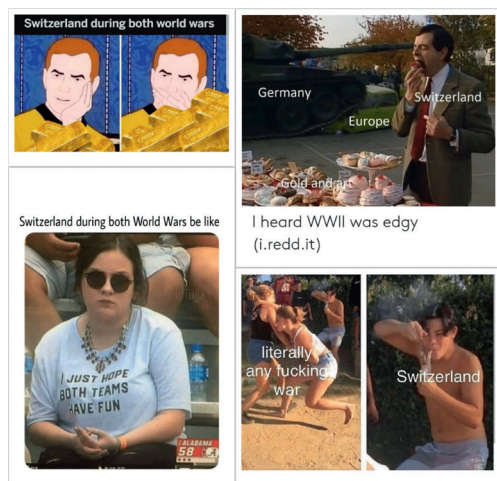 Switzerland during both world wars
Germany
Switzerland
Europe
Gold and art
I heard WWII was edgy
(i.redd.it)
Switzerland during both World Wars be like
I JUST HOPE
BOTH TEAMS
HAVE FUN
ALABAMA
58
literally
any fucking
war
Switzerland